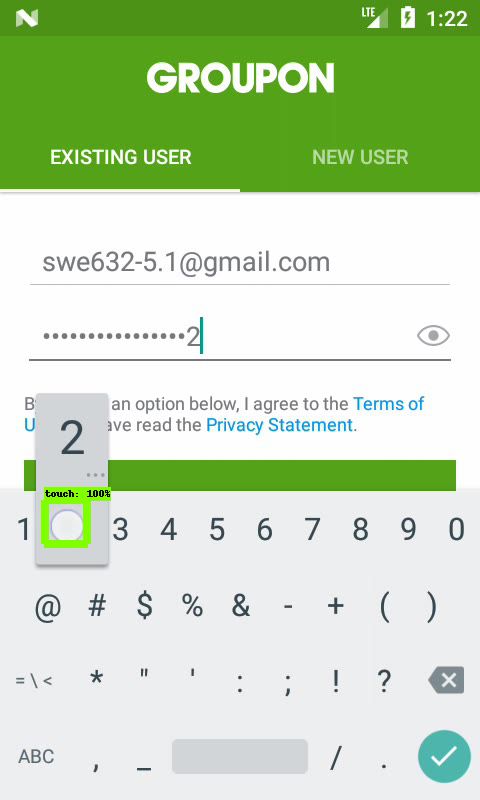 LTE 1:22
GROUPON
EXISTING USER NEW USER
swe632-5.1@gmail.com
••••••••••••••••2
B an option below, I agree to the Terms of
U ave read the Privacy Statement.
2
...
touch: 100%
1 3 4 5 6 7 8 9 0
@ # $ % & - + ( )
= \ < * " ' : ; ! ?
ABC , _ / .